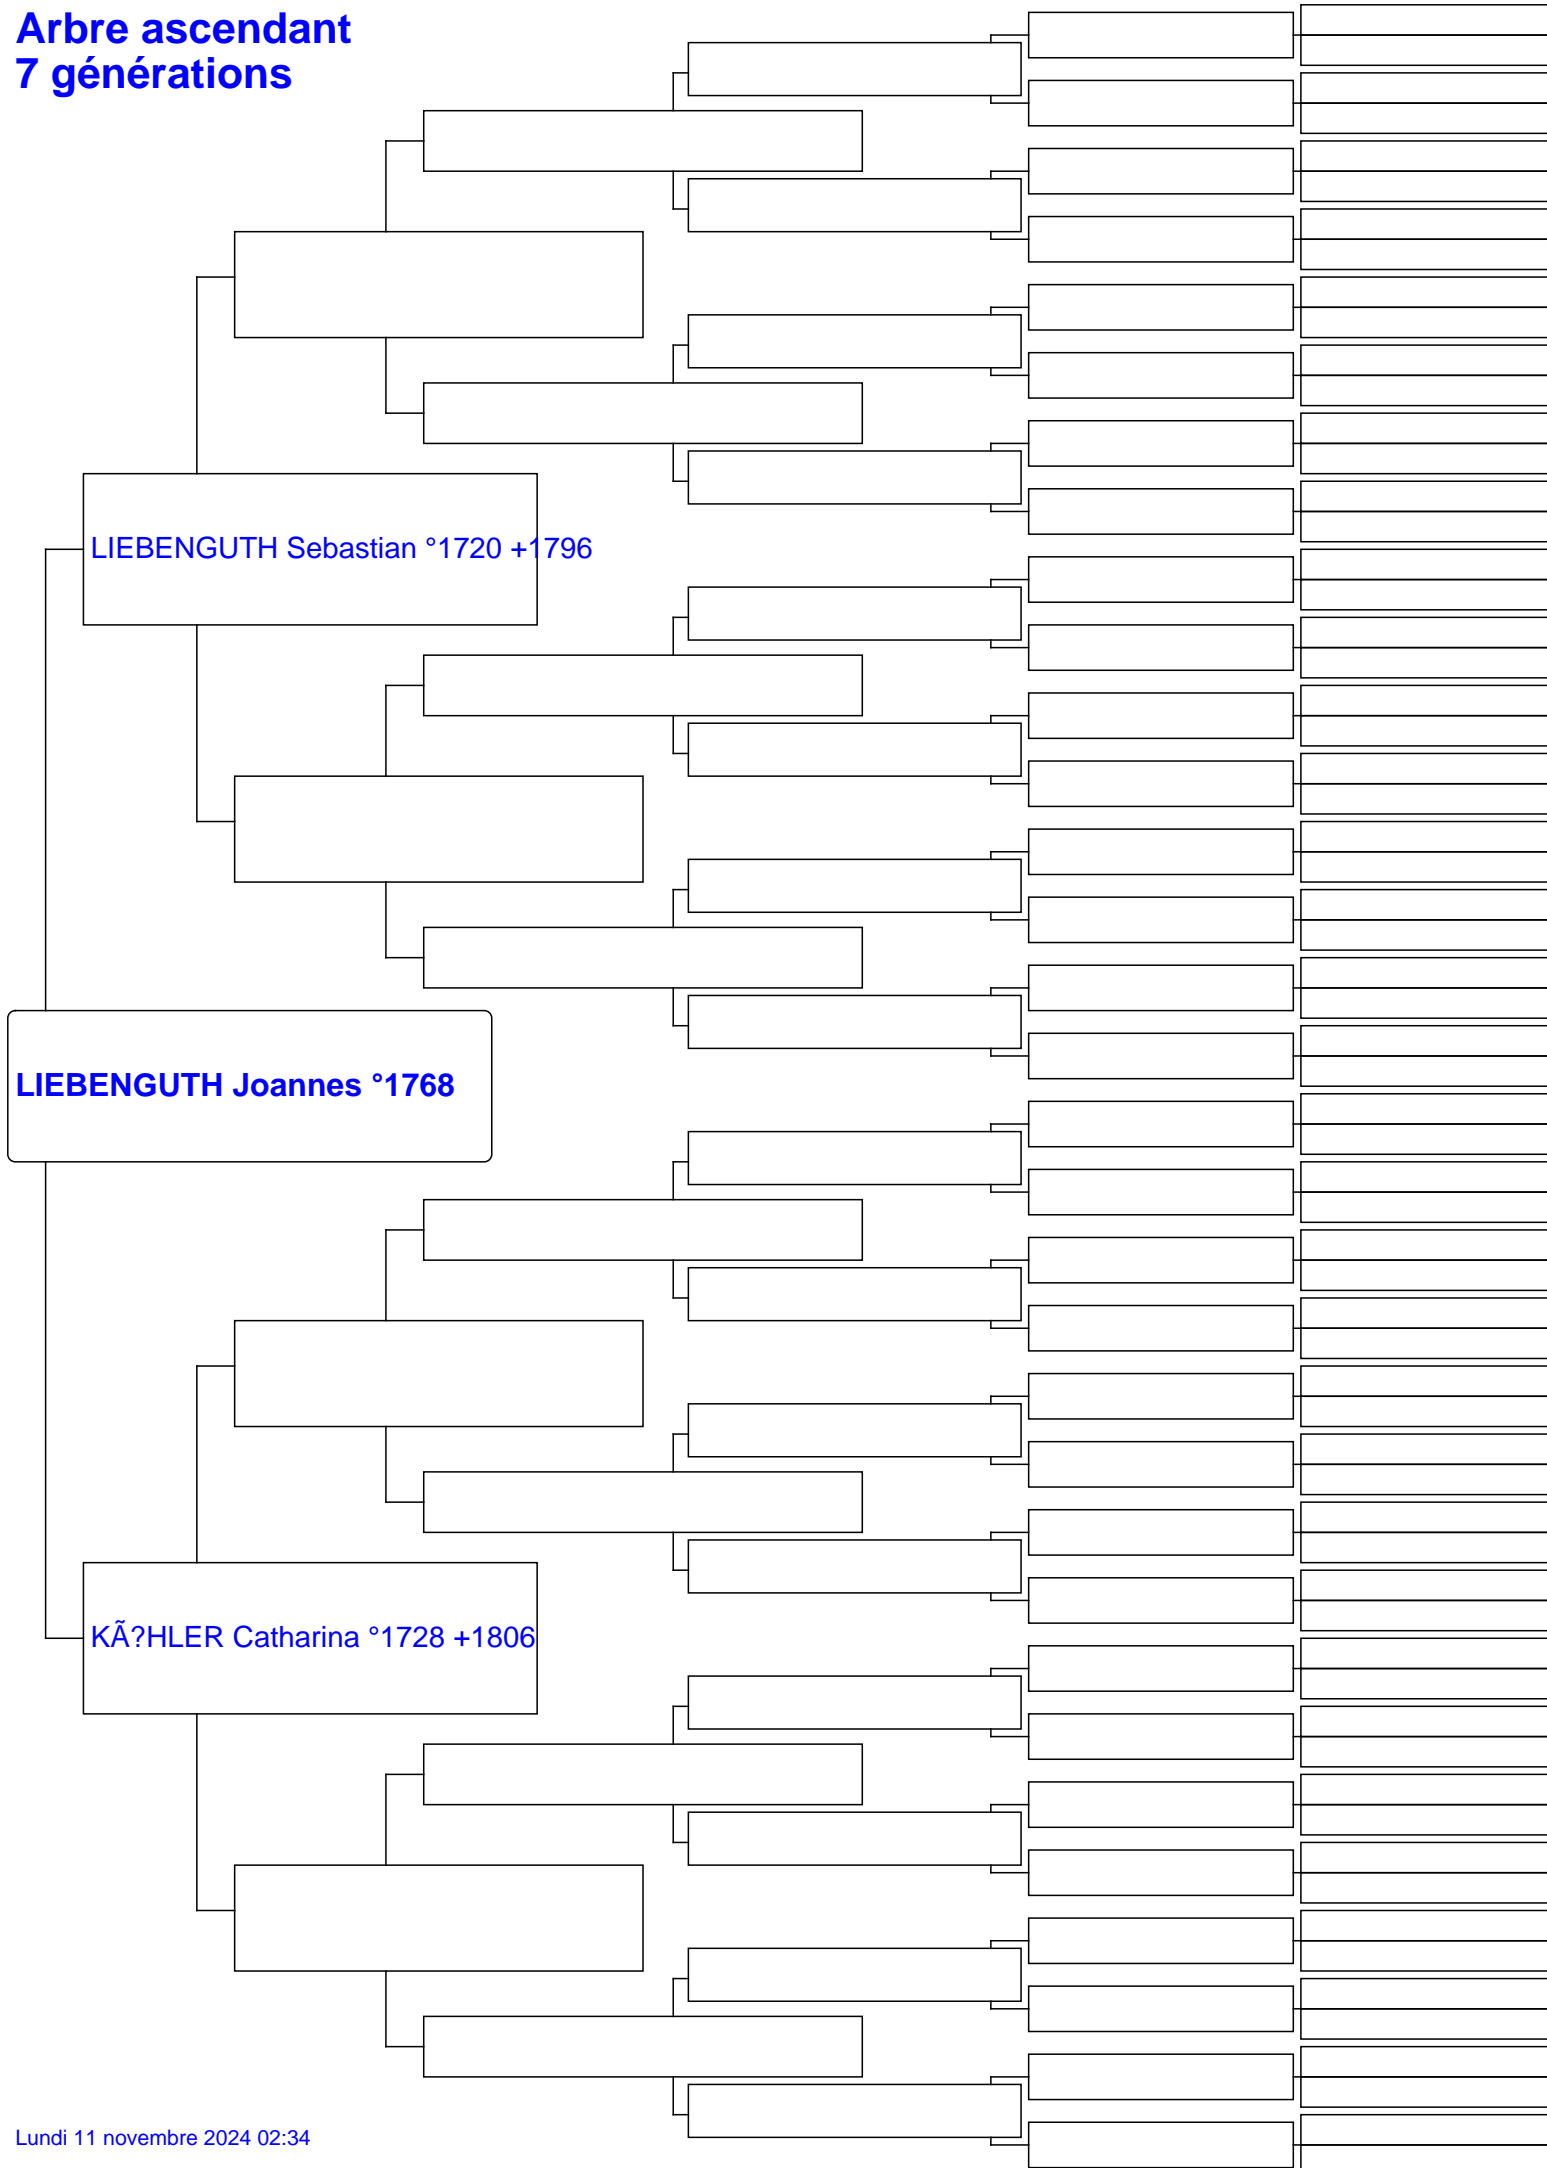 Arbre ascendant
7 générations
LIEBENGUTH Sebastian °1720 +1796
LIEBENGUTH Joannes °1768
KÃ?HLER Catharina °1728 +1806
Lundi 11 novembre 2024 02:34